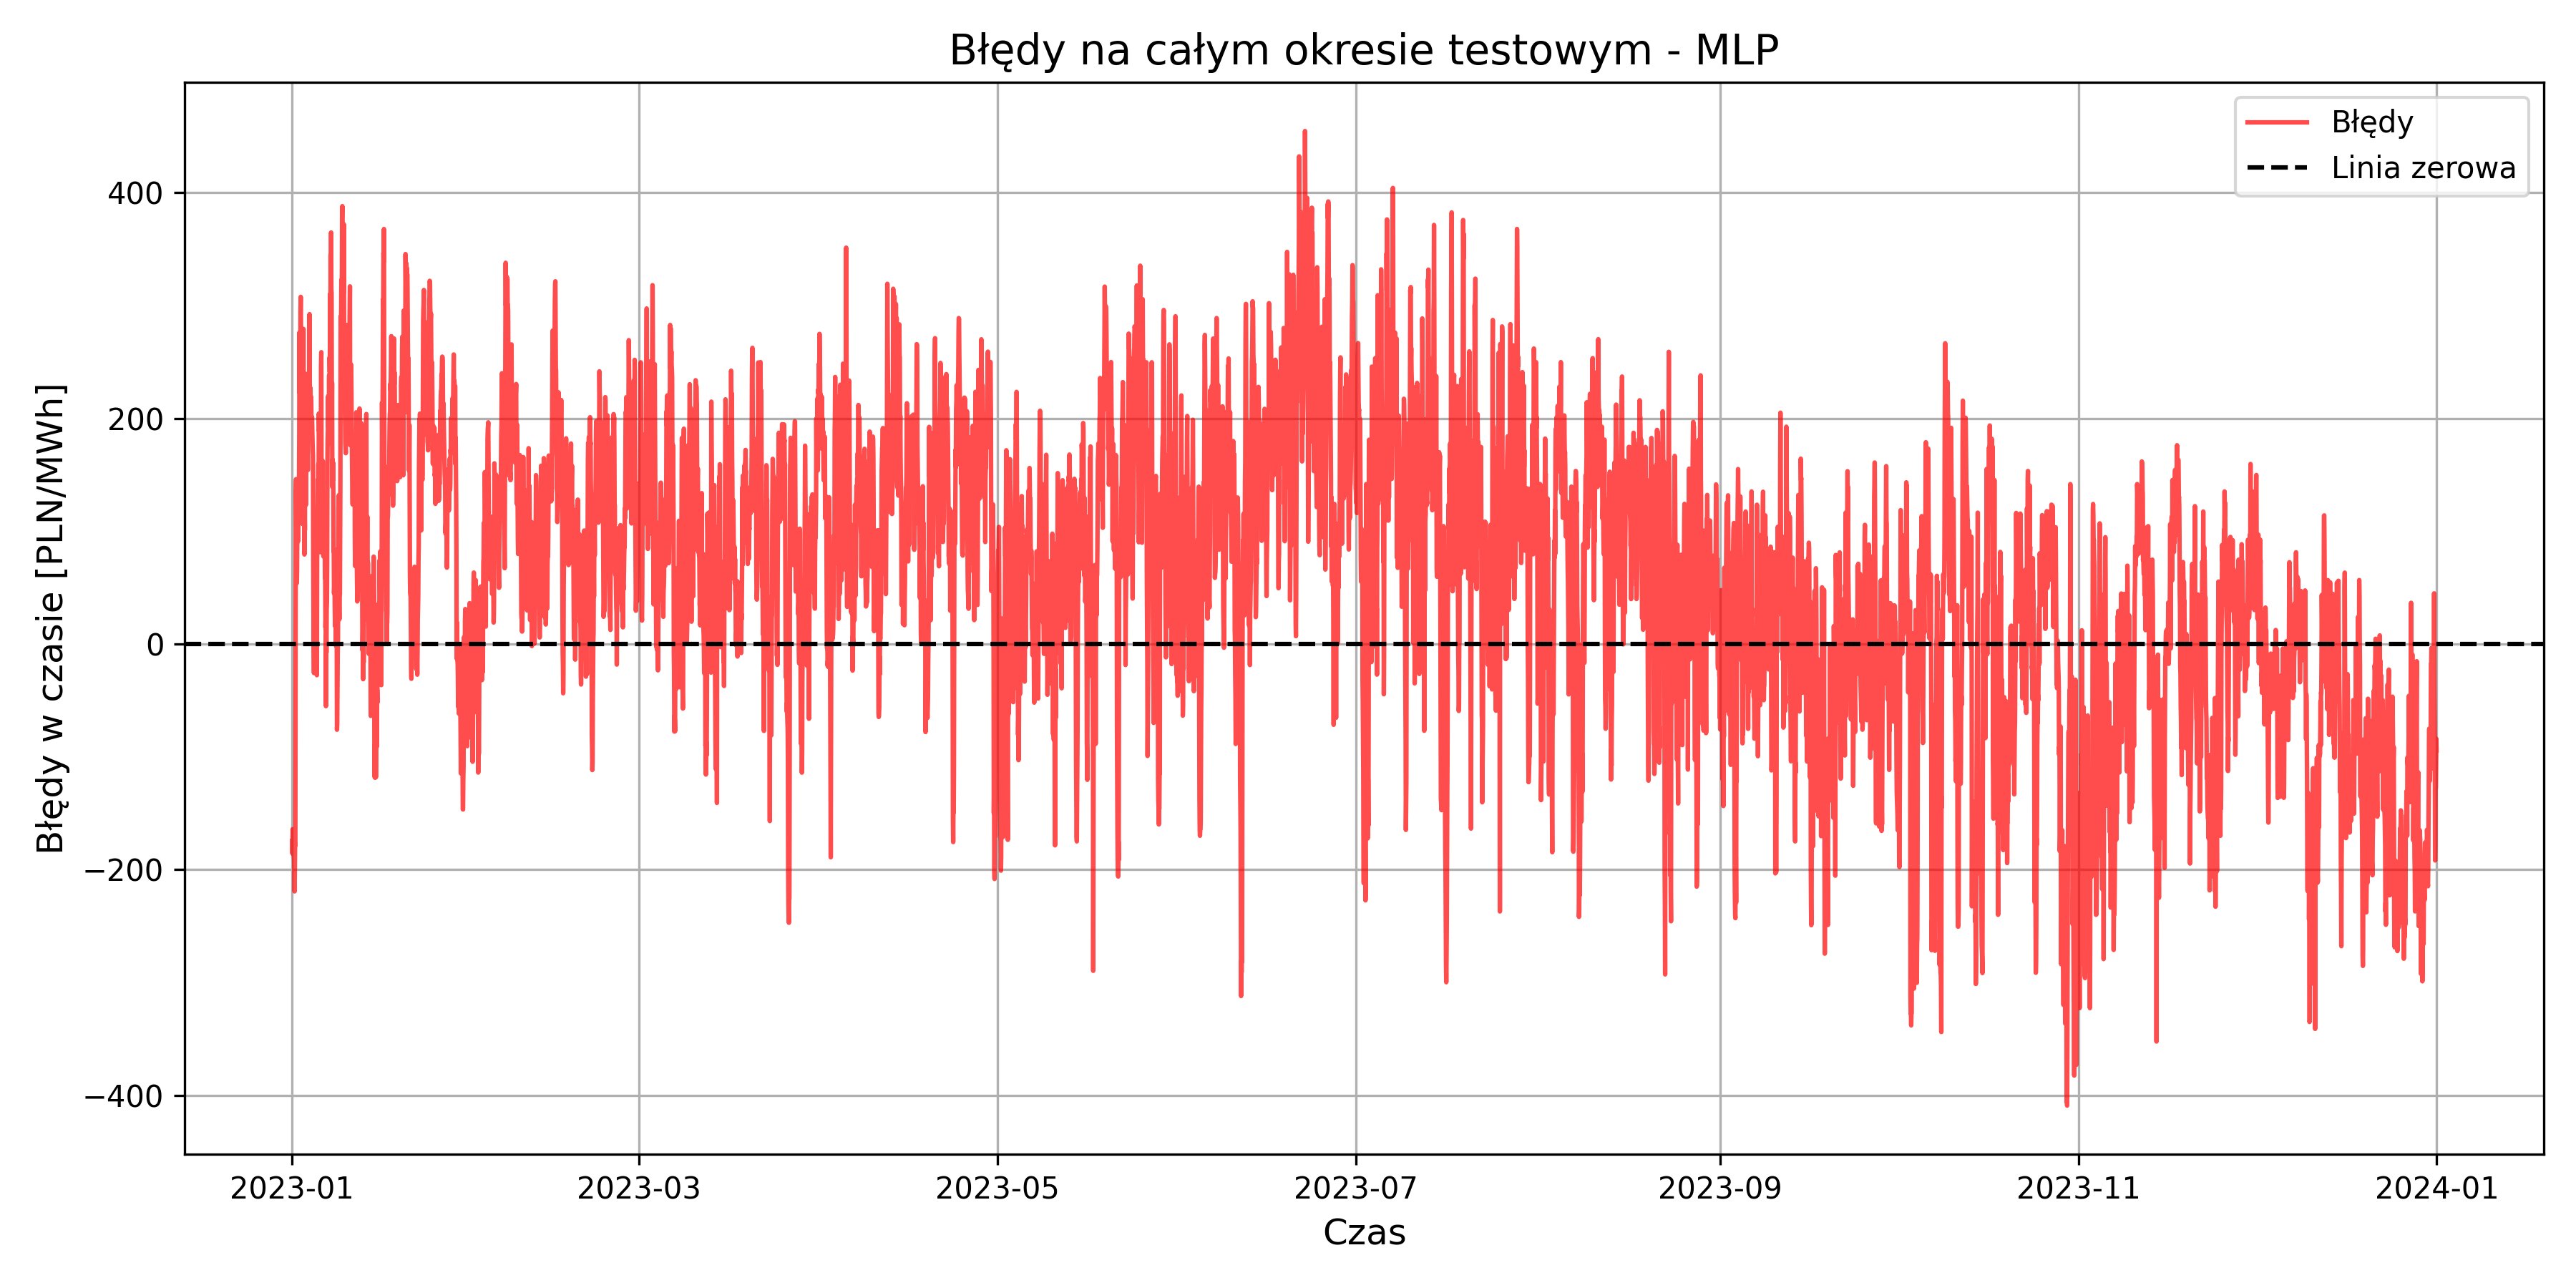 Błędy na całym okresie testowym - MLP
Błędy
Linia zerowa
Błędy w czasie [PLN/MWh]
400
200
0
−200
−400
2023-01
2023-03
2023-05
2023-07
2023-09
2023-11
2024-01
Czas